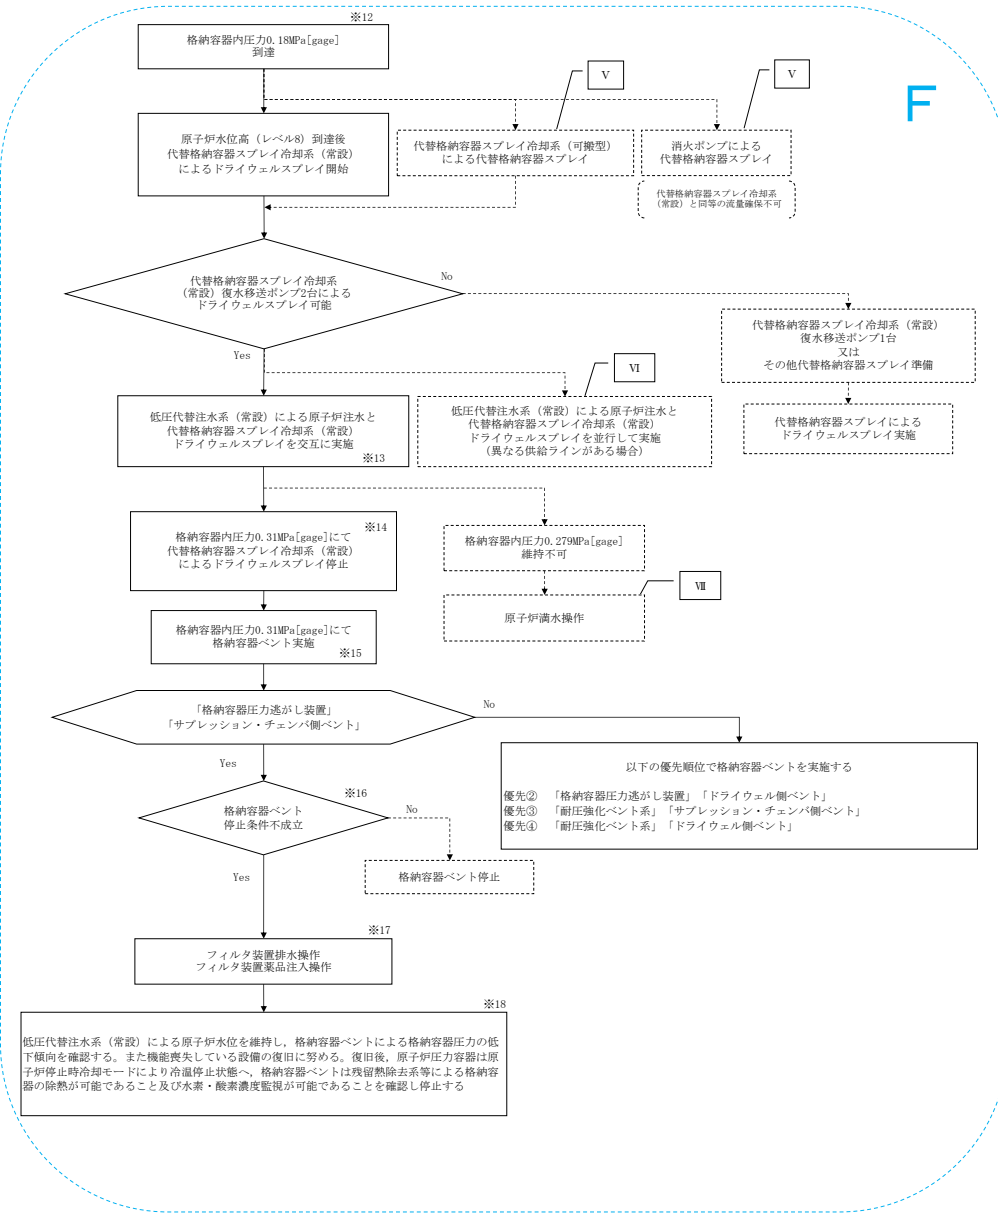 ※12
格納容器内圧力0.18MPa[gage]
到達
F
Ⅴ
Ⅴ
原子炉水位高（レベル8）到達後
代替格納容器スプレイ冷却系（常設）
によるドライウェルスプレイ開始
代替格納容器スプレイ冷却系（可搬型）
による代替格納容器スプレイ
消火ポンプによる
代替格納容器スプレイ
代替格納容器スプレイ冷却系
（常設）と同等の流量確保不可
代替格納容器スプレイ冷却系
（常設）復水移送ポンプ2台による
ドライウェルスプレイ可能
No
Yes
代替格納容器スプレイ冷却系（常設）
復水移送ポンプ1台
又は
その他代替格納容器スプレイ準備
Ⅵ
低圧代替注水系（常設）による原子炉注水と
代替格納容器スプレイ冷却系（常設）
ドライウェルスプレイを交互に実施
※13
低圧代替注水系（常設）による原子炉注水と
代替格納容器スプレイ冷却系（常設）
ドライウェルスプレイを並行して実施
（異なる供給ラインがある場合）
代替格納容器スプレイによる
ドライウェルスプレイ実施
※14
格納容器内圧力0.31MPa[gage]にて
代替格納容器スプレイ冷却系（常設）
によるドライウェルスプレイ停止
格納容器内圧力0.279MPa[gage]
維持不可
Ⅶ
原子炉満水操作
格納容器内圧力0.31MPa[gage]にて
格納容器ベント実施
※15
「格納容器圧力逃がし装置」
「サプレッション・チェンバ側ベント」
No
Yes
以下の優先順位で格納容器ベントを実施する
優先②　「格納容器圧力逃がし装置」「ドライウェル側ベント」
優先③　「耐圧強化ベント系」「サプレッション・チェンバ側ベント」
優先④　「耐圧強化ベント系」「ドライウェル側ベント」
※16
格納容器ベント
停止条件不成立
No
Yes
格納容器ベント停止
※17
フィルタ装置排水操作
フィルタ装置薬品注入操作
※18
低圧代替注水系（常設）による原子炉水位を維持し，格納容器ベントによる格納容器圧力の低
下傾向を確認する。また機能喪失している設備の復旧に努める。復旧後，原子炉圧力容器は原
子炉停止時冷却モードにより冷温停止状態へ，格納容器ベントは残留熱除去系等による格納容
器の除熱が可能であること及び水素・酸素濃度監視が可能であることを確認し停止する